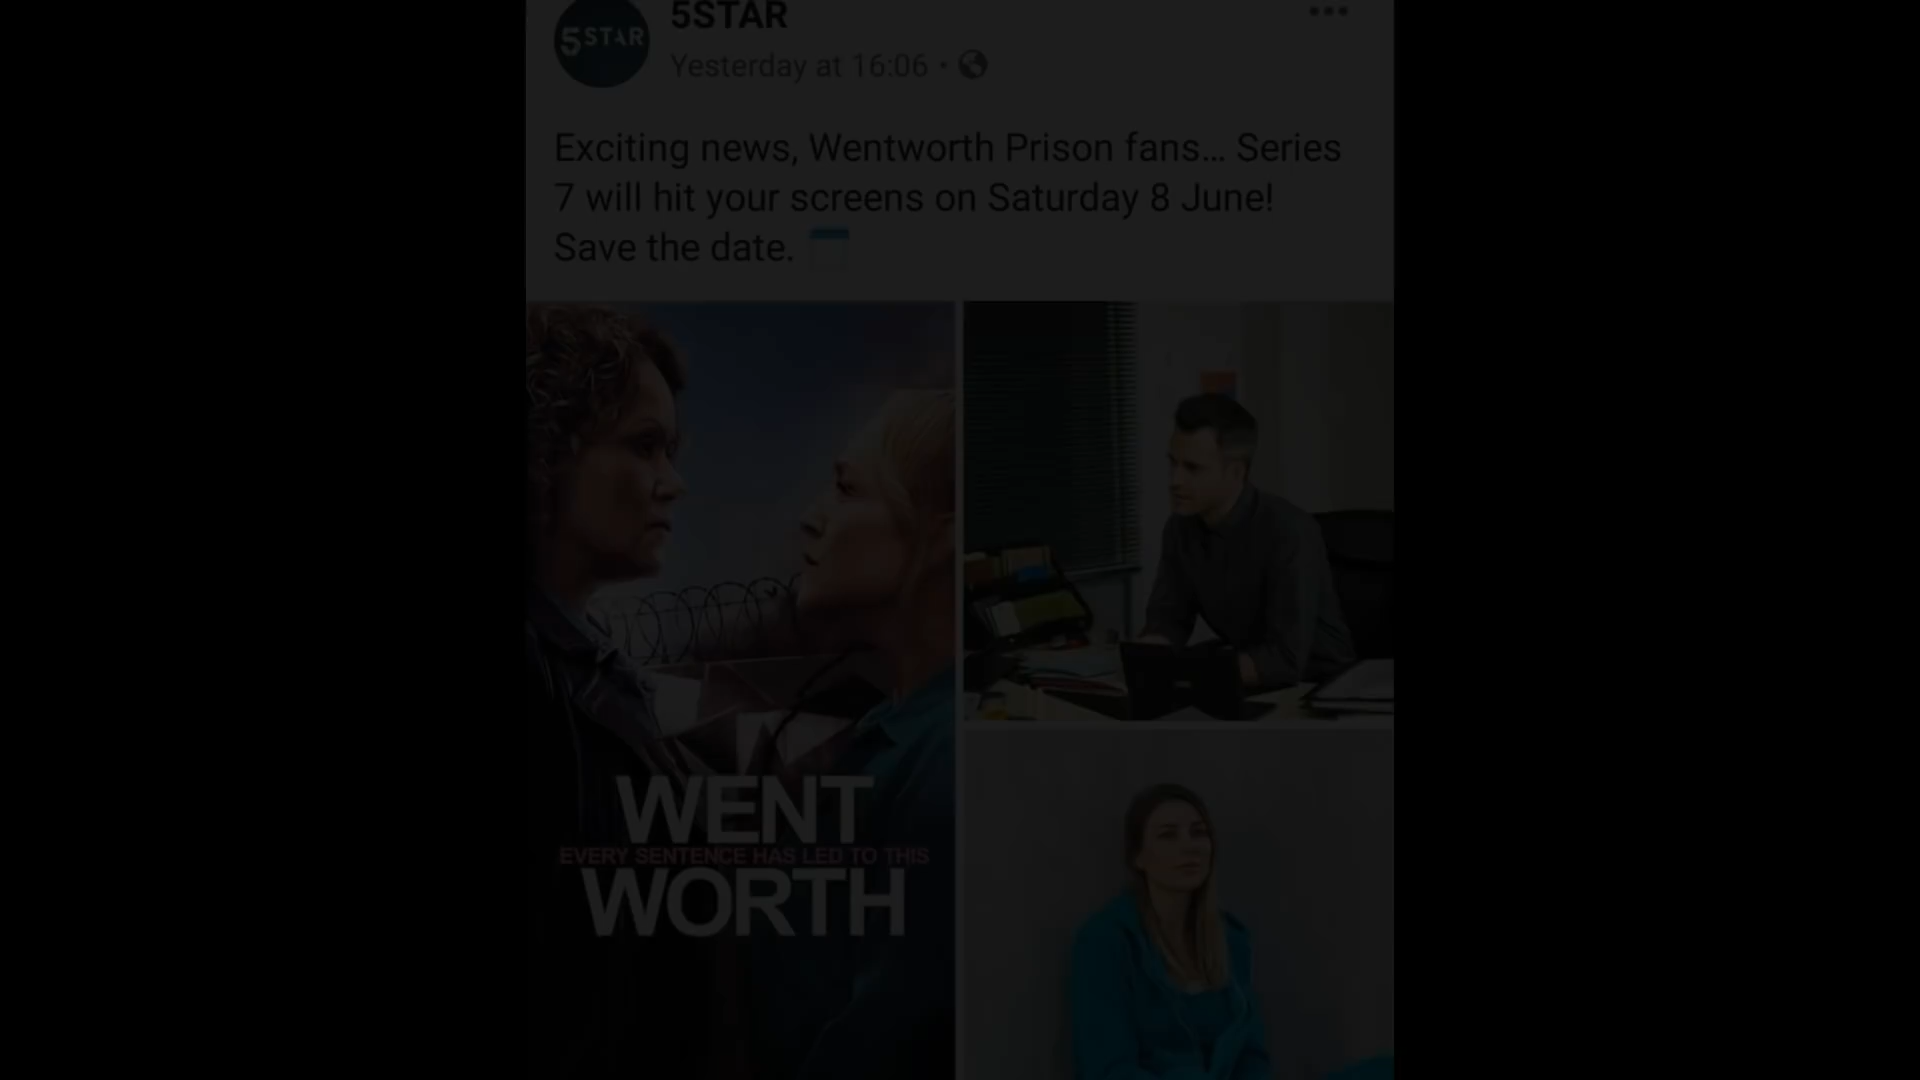 5STAR
5STAR
Yesterday at 16:06 ·
Exciting news, Wentworth Prison fans... Series
7 will hit your screens on Saturday 8 June!
Save the date.
WENT
EVERY SENTENCE HAS LED TO THIS
WORTH